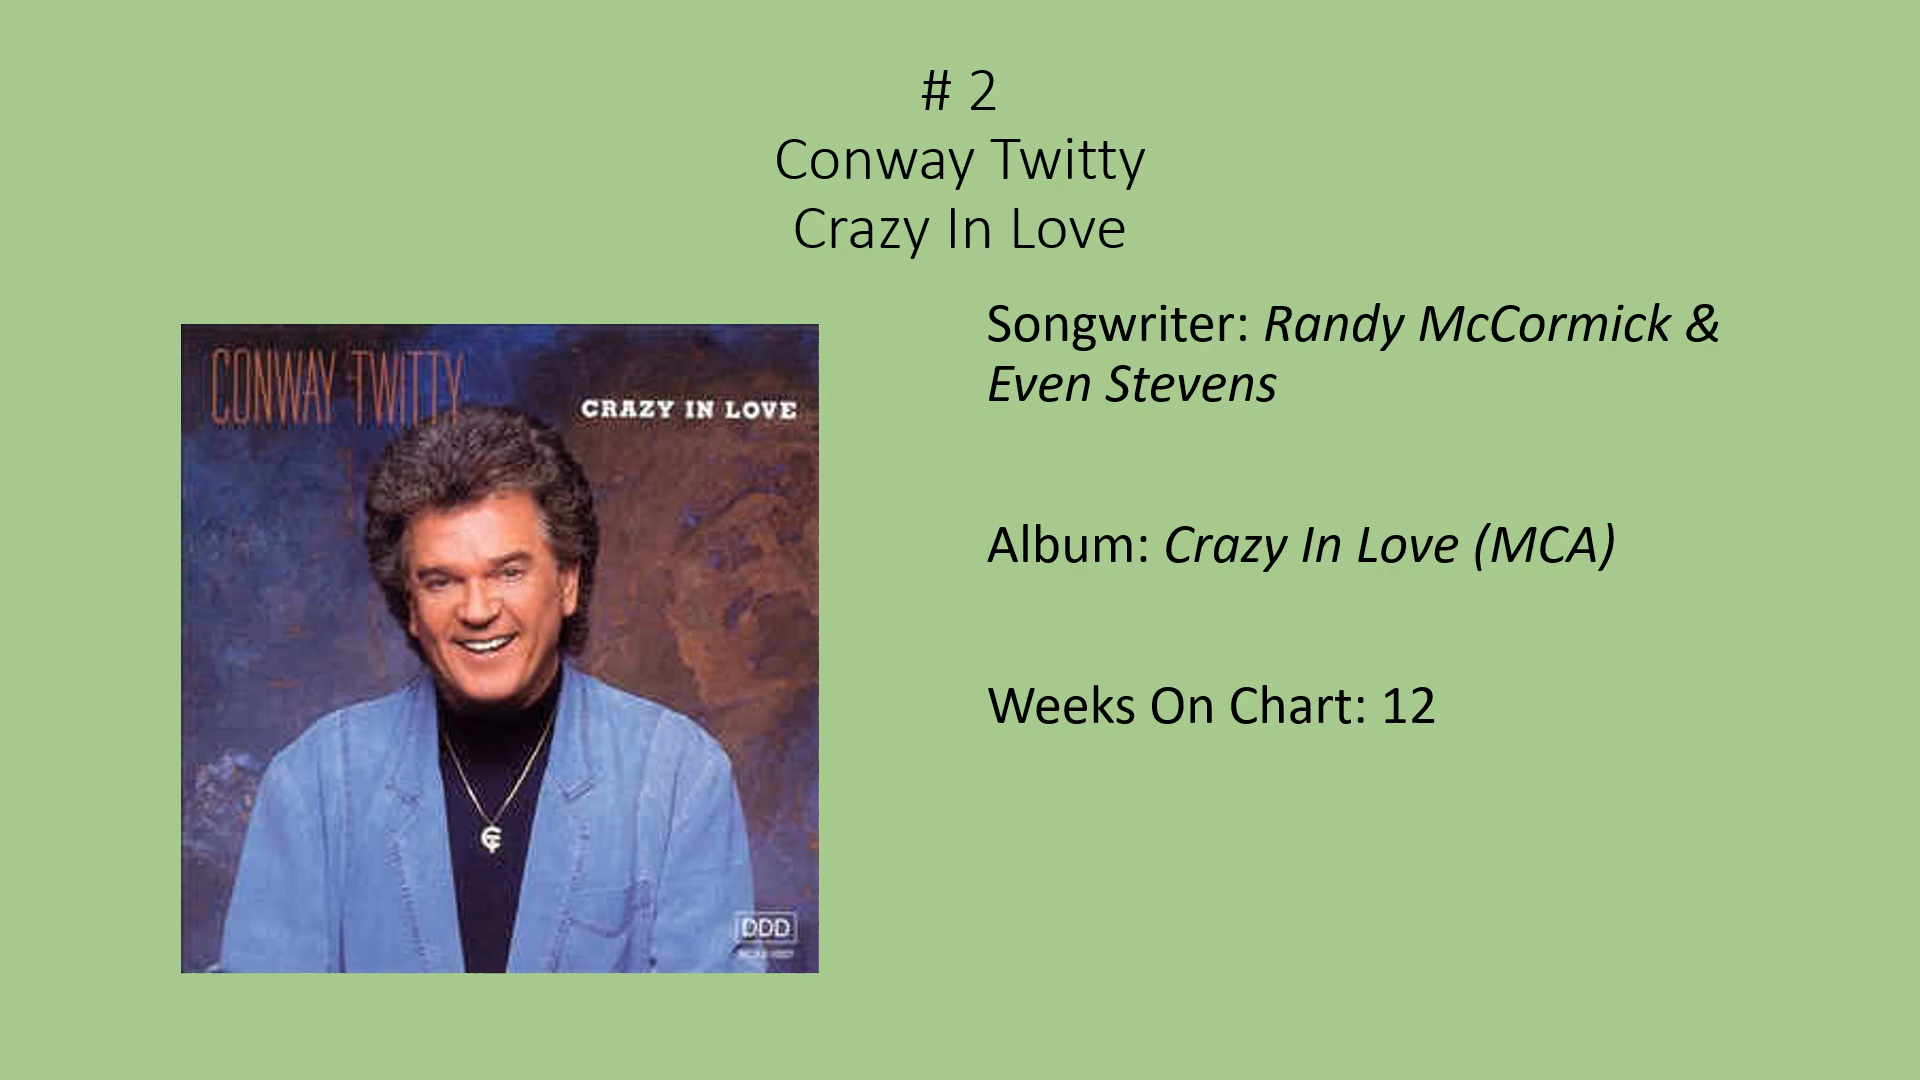 # 2
Conway Twitty
Crazy In Love
Songwriter: Randy McCormick &
Even Stevens
Album: Crazy In Love (MCA)
Weeks On Chart: 12
CONWAY TWITTY
CRAZY IN LOVE
DDD